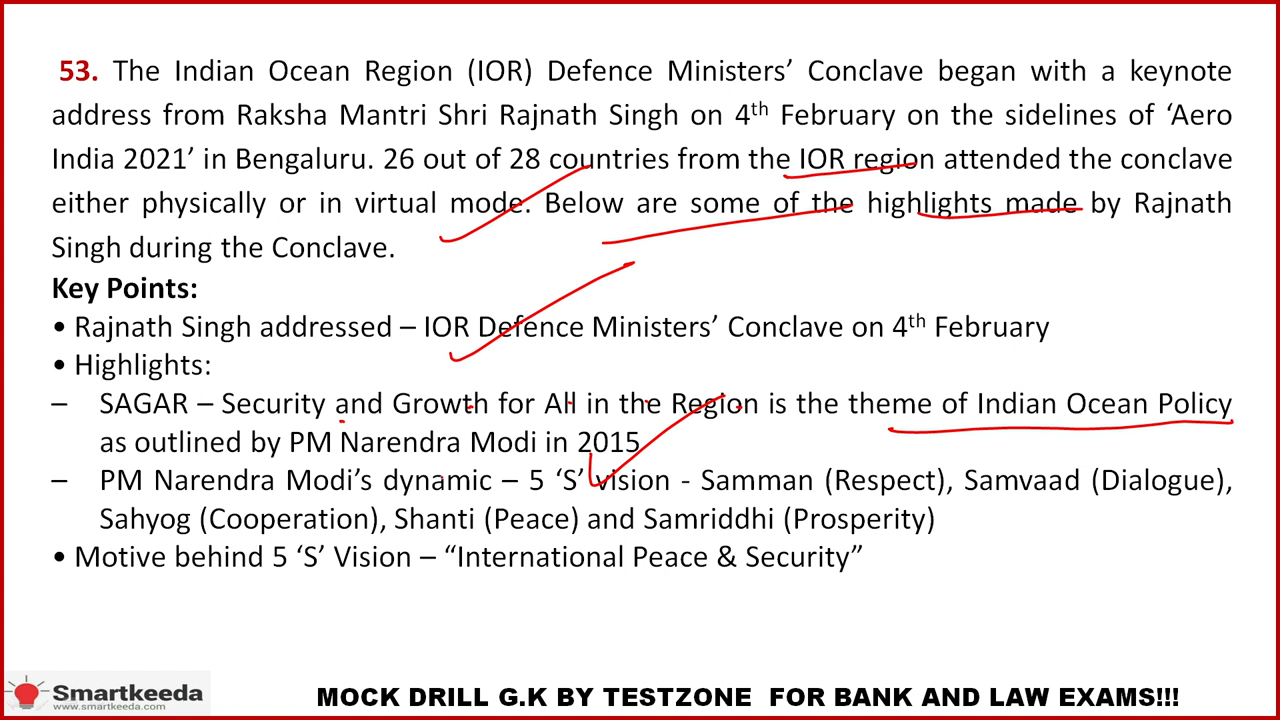 53. The Indian Ocean Region (IOR) Defence Ministers’ Conclave began with a keynote
address from Raksha Mantri Shri Rajnath Singh on 4th February on the sidelines of ‘Aero
India 2021’ in Bengaluru. 26 out of 28 countries from the IOR region attended the conclave
either physically or in virtual mode. Below are some of the highlights made by Rajnath
Singh during the Conclave.
Key Points:
• Rajnath Singh addressed – IOR Defence Ministers’ Conclave on 4th February
• Highlights:
– SAGAR – Security and Growth for All in the Region is the theme of Indian Ocean Policy
as outlined by PM Narendra Modi in 2015
– PM Narendra Modi’s dynamic – 5 ‘S’ vision - Samman (Respect), Samvaad (Dialogue),
Sahyog (Cooperation), Shanti (Peace) and Samriddhi (Prosperity)
• Motive behind 5 ‘S’ Vision – “International Peace & Security”
Smartkeeda
www.smartkeeda.com
MOCK DRILL G.K BY TESTZONE FOR BANK AND LAW EXAMS!!!